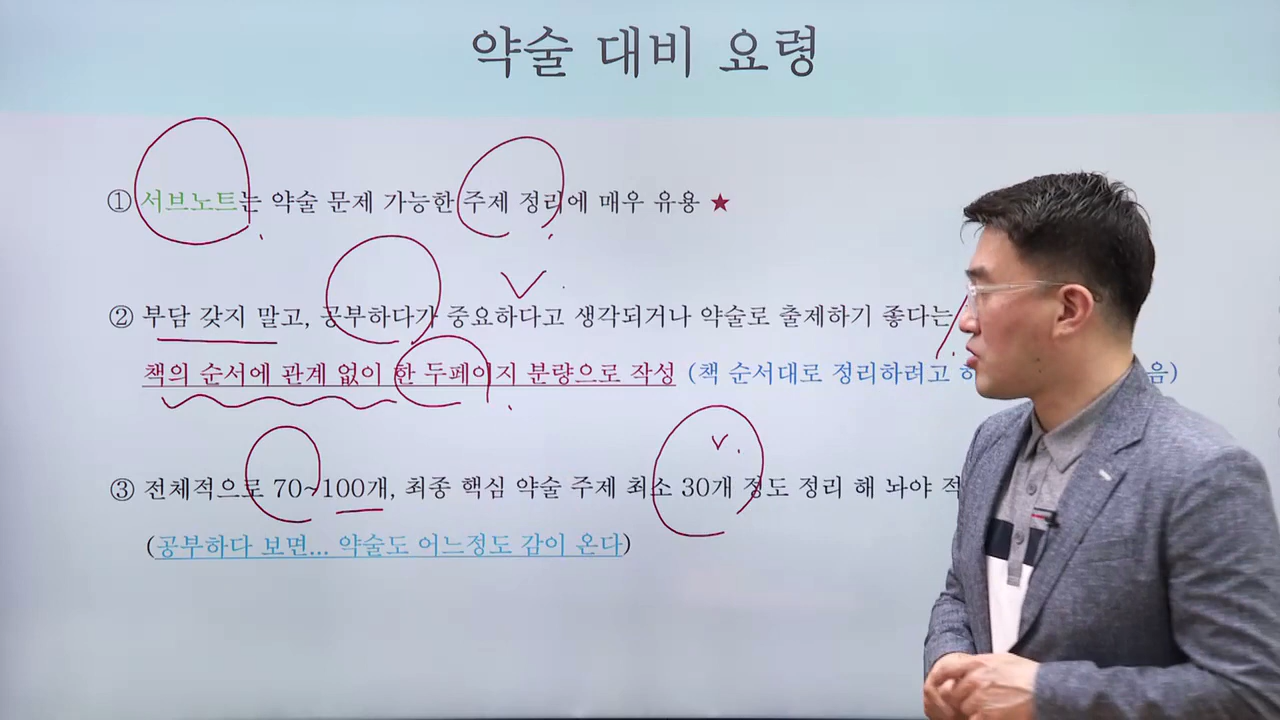 약술 대비 요령
① 서브노트는 약술 문제 가능한 주제 정리에 매우 유용 ★
② 부담 갖지 말고, 공부하다가 중요하다고 생각되거나 약술로 출제하기 좋다는
책의 순서에 관계 없이 한 두페이지 분량으로 작성 (책 순서대로 정리하려고
③ 전체적으로 70~100개, 최종 핵심 약술 주제 최소 30개 정도 정리 해 놔야
(공부하다 보면... 약술도 어느정도 감이 온다)